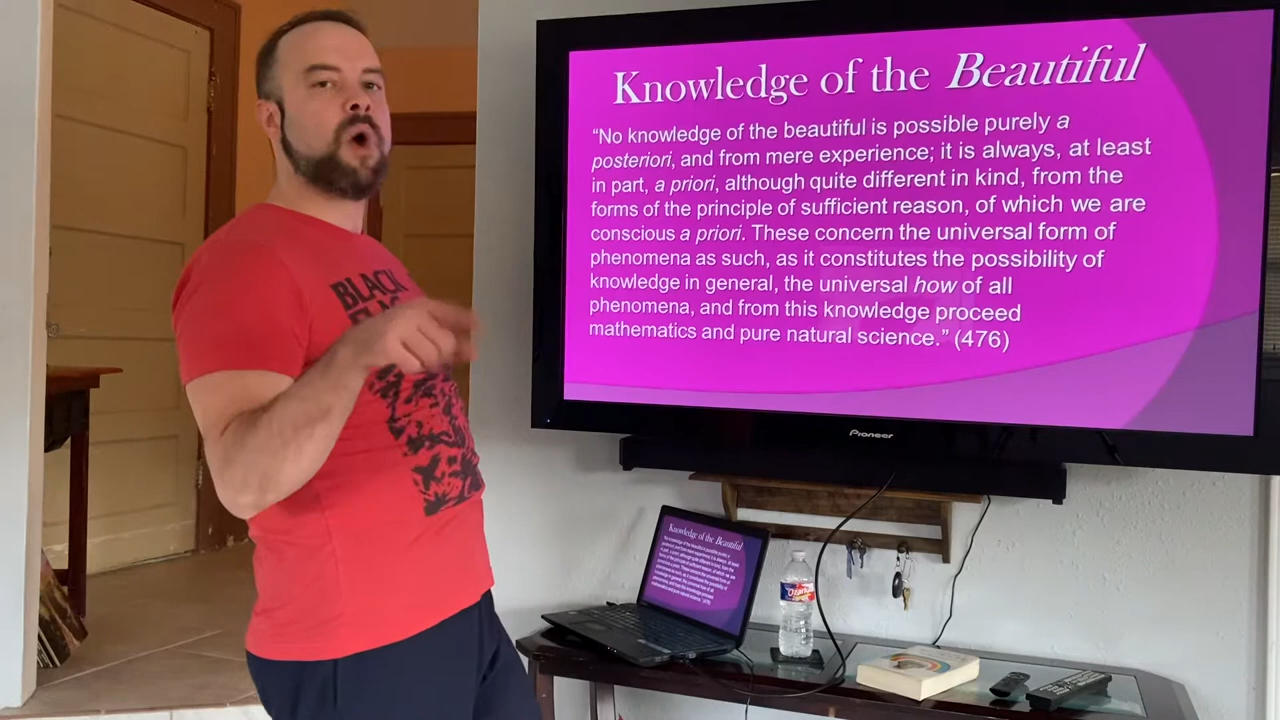 Knowledge of the Beautiful
“No knowledge of the beautiful is possible purely a
posteriori, and from mere experience; it is always, at least
in part, a priori, although quite different in kind, from the
forms of the principle of sufficient reason, of which we are
conscious a priori. These concern the universal form of
phenomena as such, as it constitutes the possibility of
knowledge in general, the universal how of all
phenomena, and from this knowledge proceed
mathematics and pure natural science.” (476)
Pioneer
BLACK
Knowledge of the Beautiful
Ozarka